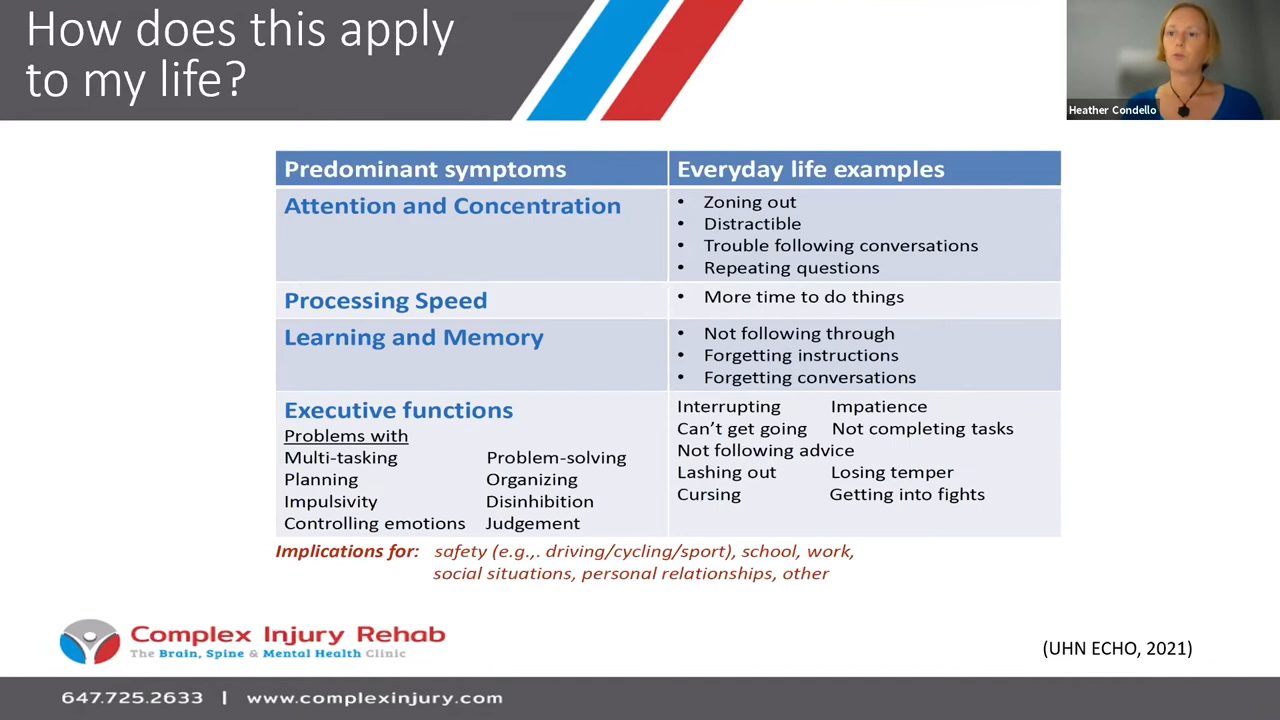 How does this apply
to my life?
Heather Condello
Predominant symptoms
Everyday life examples
Attention and Concentration
• Zoning out
• Distractible
• Trouble following conversations
• Repeating questions
Processing Speed
• More time to do things
Learning and Memory
• Not following through
• Forgetting instructions
• Forgetting conversations
Executive functions
Problems with
Multi-tasking Problem-solving
Planning Organizing
Impulsivity Disinhibition
Controlling emotions Judgement
Interrupting Impatience
Can't get going Not completing tasks
Not following advice
Lashing out Losing temper
Cursing Getting into fights
Implications for: safety (e.g.,. driving/cycling/sport), school, work,
social situations, personal relationships, other
Complex Injury Rehab
The Brain, Spine & Mental Health Clinic
(UHN ECHO, 2021)
647.725.2633 | www.complexinjury.com